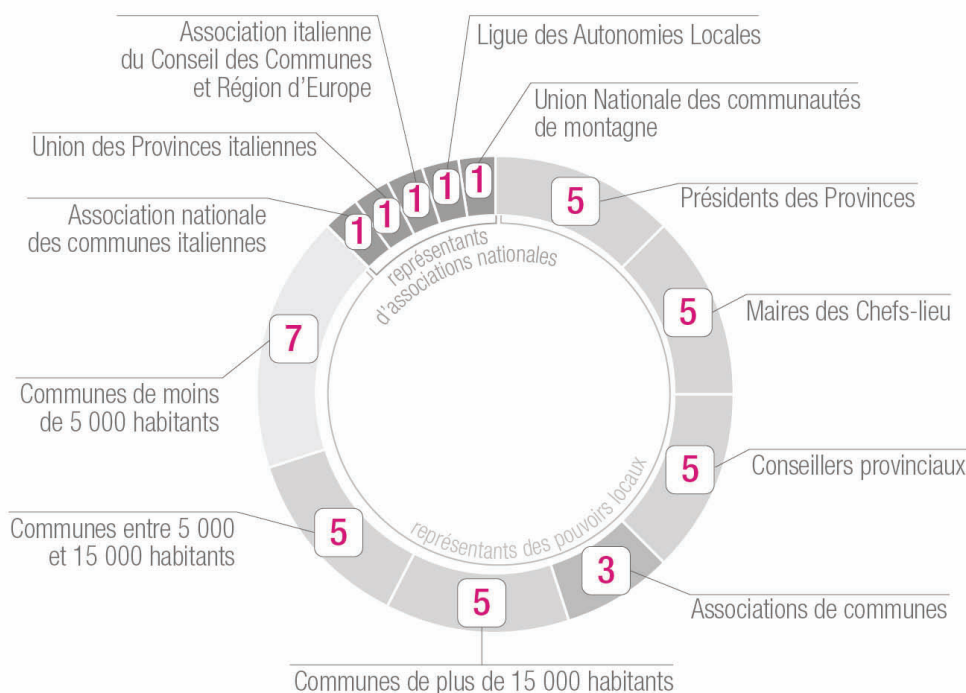 Association italienne
du Conseil des Communes
et Région d'Europe
Ligue des Autonomies Locales
Union Nationale des communautés
de montagne
Union des Provinces italiennes
Association nationale
des communes italiennes
1
1
1
1
1
5
Présidents des Provinces
représentants
d'associations nationales
5
Maires des Chefs-lieu
7
Communes de moins
de 5 000 habitants
5
Conseillers provinciaux
représentants des pouvoirs locaux
5
Communes entre 5 000
et 15 000 habitants
3
Associations de communes
5
Communes de plus de 15 000 habitants